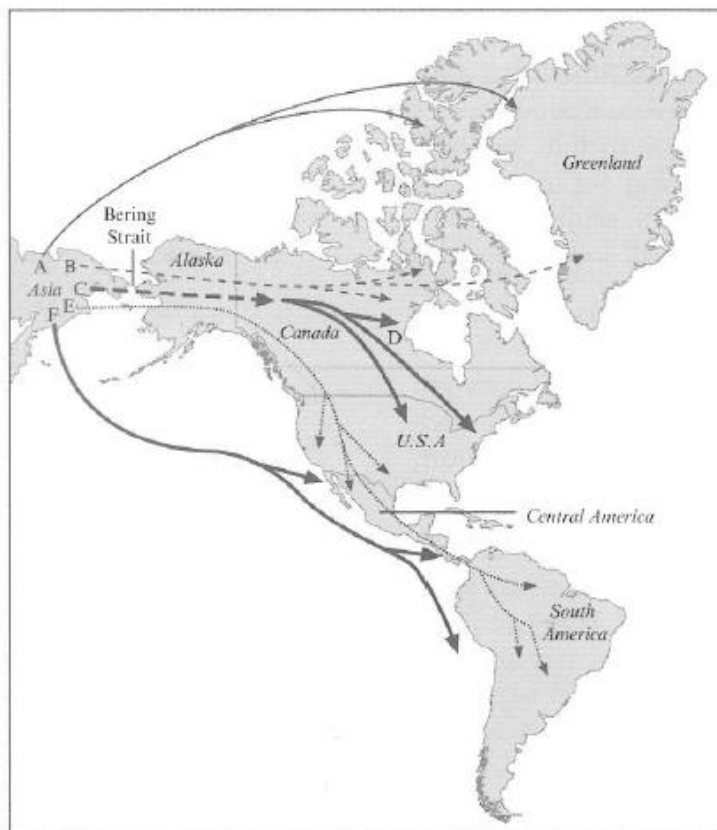 Greenland
Bering
Strait
Alaska
A
B
Asia
C
E
F
Canada
D
U.S.A
Central America
South
America